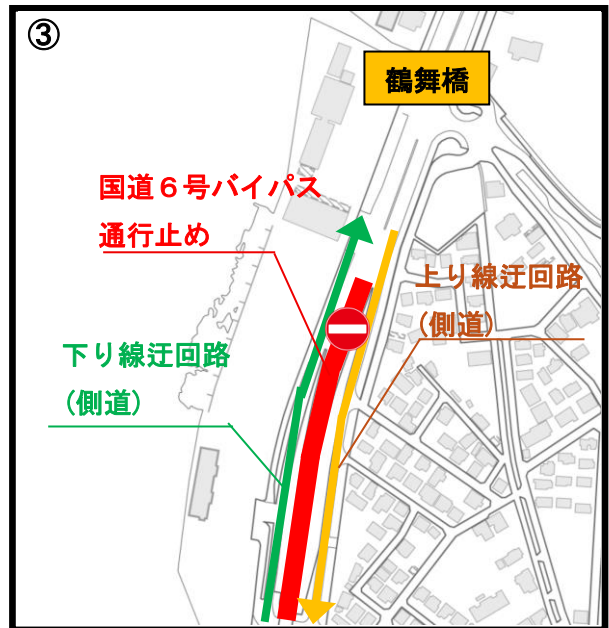 ③
鶴舞橋
国道６号バイパス
通行止め
上り線迂回路
(側道)
下り線迂回路
(側道)